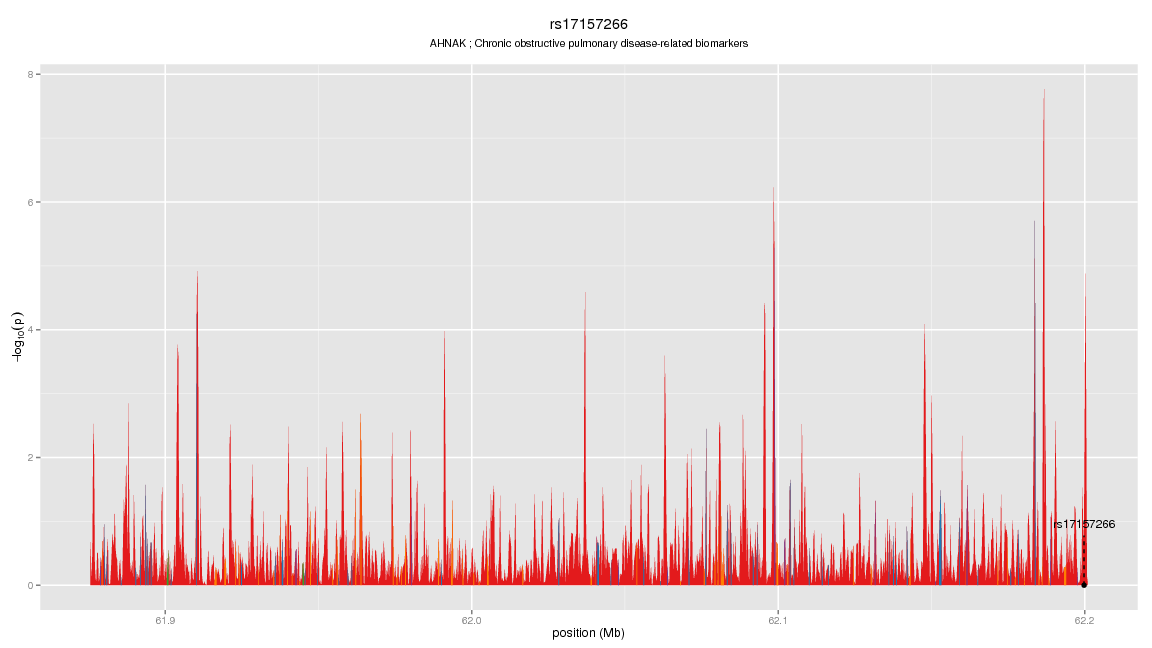 rs17157266
AHNAK ; Chronic obstructive pulmonary disease-related biomarkers
8
6
4
2
0
−log10(p)
rs17157266
61.9
62.0
62.1
62.2
position (Mb)